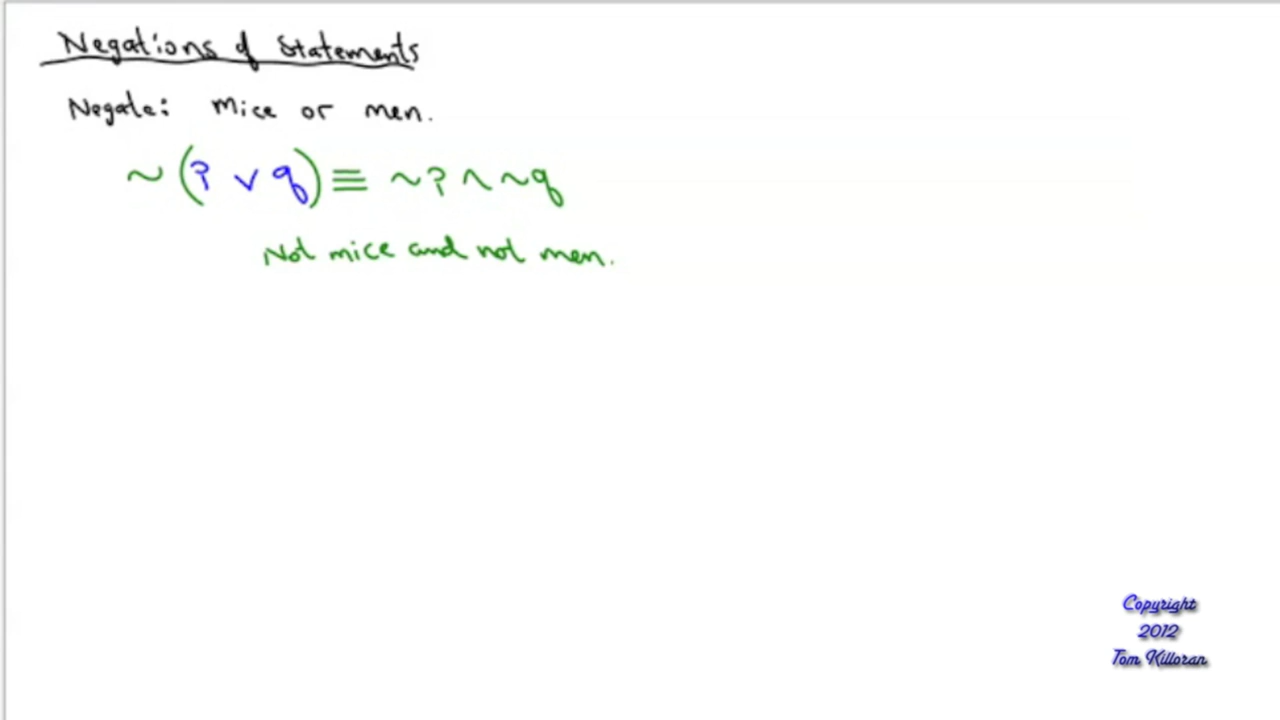 Negations of Statements
Negate: Mice or men.
~ (p ∨ q) ≡ ~p ∧ ~q
Not mice and not men.
Copyright
2012
Tom Killoran